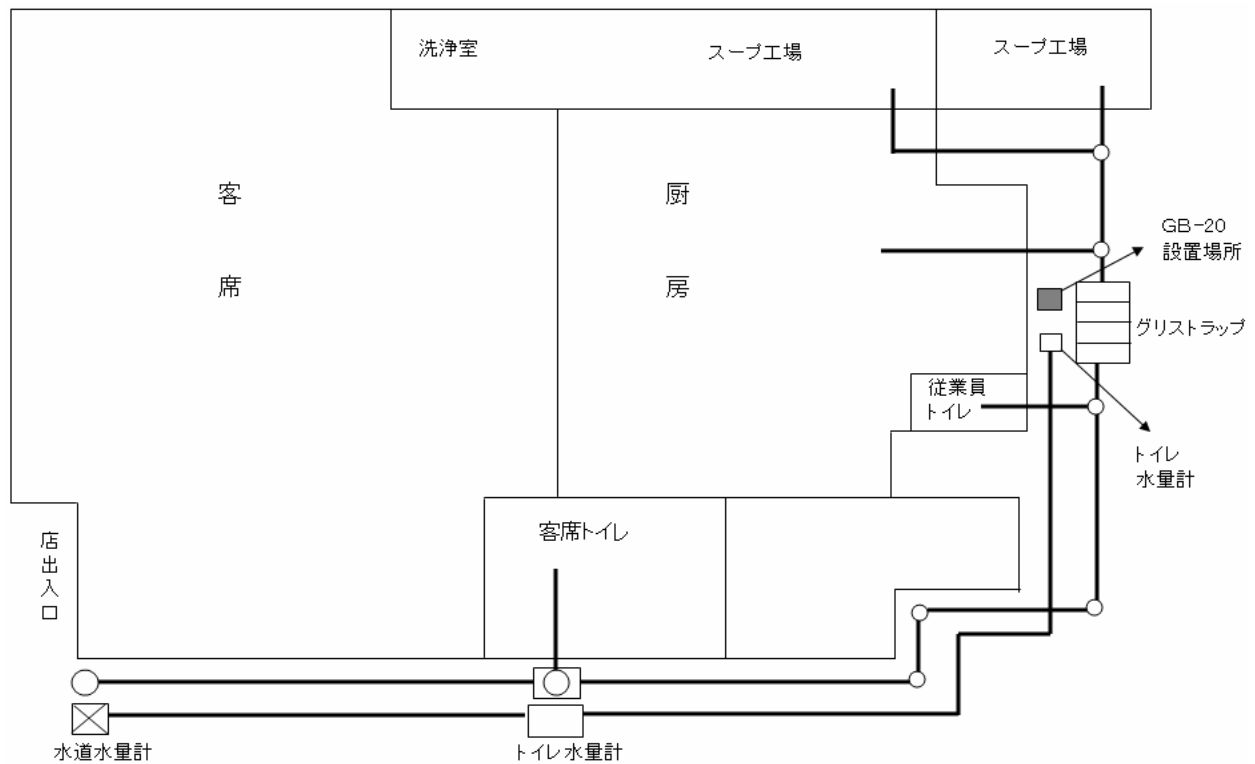 洗浄室
スープ工場
スープ工場
客
席
厨
房
GB-20
設置場所
グリストラップ
従業員
トイレ
トイレ
水量計
客席トイレ
店
出
入
口
水道水量計
トイレ水量計